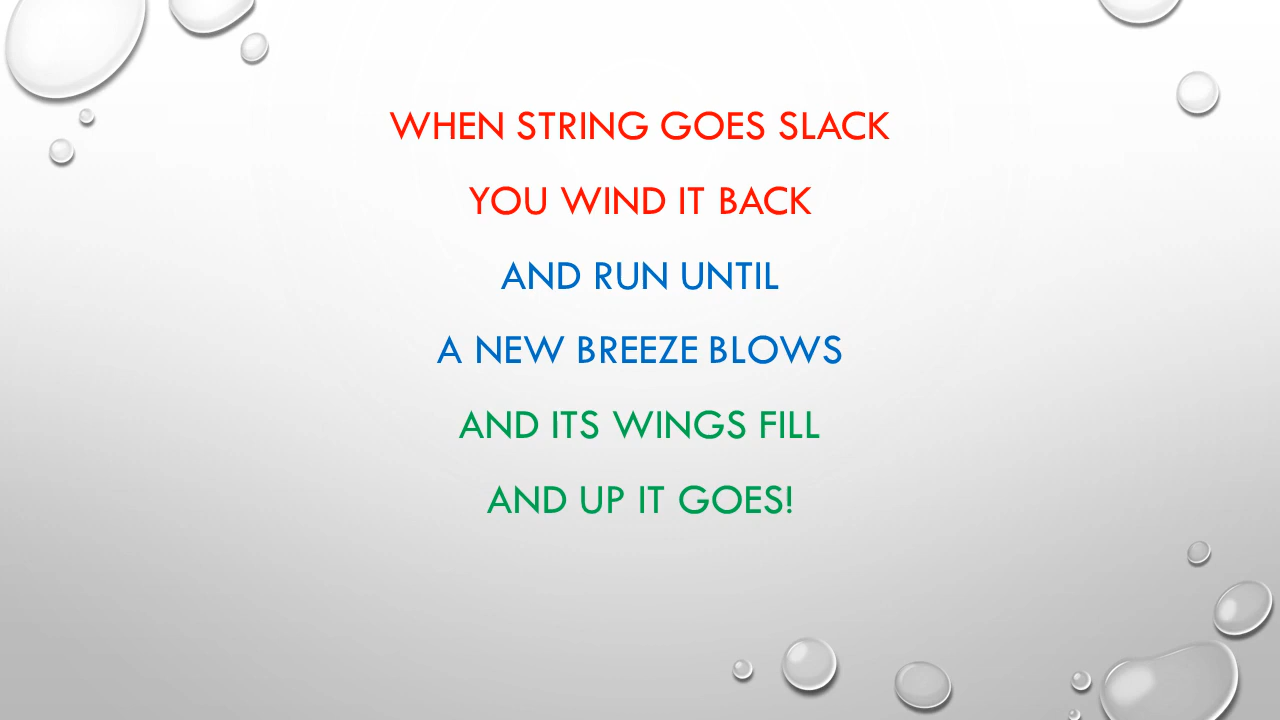 WHEN STRING GOES SLACK
YOU WIND IT BACK
AND RUN UNTIL
A NEW BREEZE BLOWS
AND ITS WINGS FILL
AND UP IT GOES!